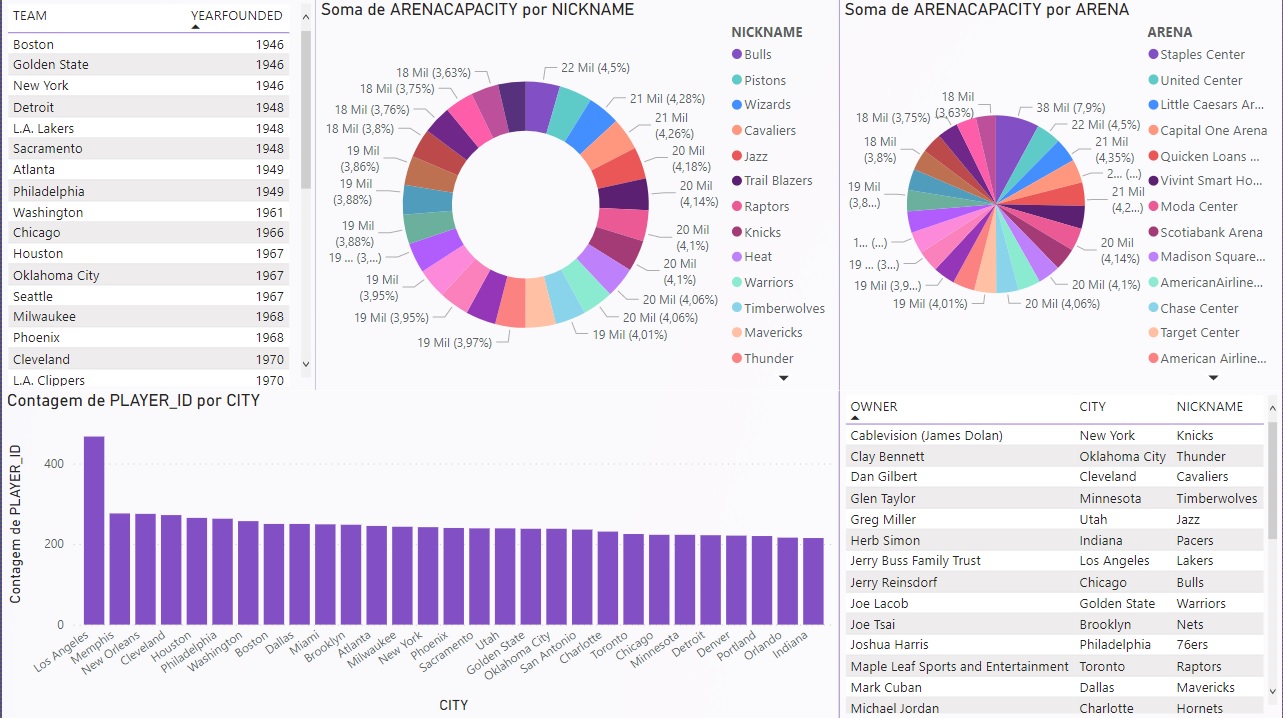 TEAM YEARFOUNDED
Boston 1946
Golden State 1946
New York 1946
Detroit 1948
L.A. Lakers 1948
Sacramento 1948
Atlanta 1949
Philadelphia 1949
Washington 1961
Chicago 1966
Houston 1967
Oklahoma City 1967
Seattle 1967
Milwaukee 1968
Phoenix 1968
Cleveland 1970
L.A. Clippers 1970
Soma de ARENACAPACITY por NICKNAME
22 Mil (4,5%)
21 Mil (4,28%)
21 Mil
(4,26%)
20 Mil
(4,18%)
20 Mil
(4,14%)
20 Mil
(4,1%)
20 Mil
(4,1%)
20 Mil (4,06%)
20 Mil (4,06%)
19 Mil (4,01%)
19 Mil (3,97%)
19 Mil (3,95%)
19 Mil
(3,95%)
19 ... (3,...)
19 Mil
(3,88%)
19 Mil
(3,88%)
19 Mil
(3,86%)
18 Mil (3,8%)
18 Mil (3,76%)
18 Mil (3,75%)
18 Mil (3,63%)
NICKNAME
Bulls
Pistons
Wizards
Cavaliers
Jazz
Trail Blazers
Raptors
Knicks
Heat
Warriors
Timberwolves
Mavericks
Thunder
Soma de ARENACAPACITY por ARENA
38 Mil (7,9%)
22 Mil (4,5%)
21 Mil
(4,35%)
2... (...)
21 Mil
(4,2...)
20 Mil
(4,14%)
20 Mil (4,1%)
20 Mil (4,06%)
19 Mil (4,01%)
19 Mil (3,9...)
19 ... (3...)
1... (...)
19 Mil
(3,8...)
18 Mil
(3,8%)
18 Mil (3,75%)
18 Mil
(3,63%)
ARENA
Staples Center
United Center
Little Caesars Ar...
Capital One Arena
Quicken Loans ...
Vivint Smart Ho...
Moda Center
Scotiabank Arena
Madison Square...
AmericanAirline...
Chase Center
Target Center
American Airline...
Contagem de PLAYER_ID por CITY
Contagem de PLAYER_ID
400
200
0
Los Angeles
Memphis
New Orleans
Cleveland
Houston
Philadelphia
Washington
Boston
Dallas
Miami
Brooklyn
Atlanta
Milwaukee
New York
Phoenix
Sacramento
Utah
Golden State
Oklahoma City
San Antonio
Charlotte
Toronto
Chicago
Minnesota
Detroit
Denver
Portland
Orlando
Indiana
CITY
OWNER CITY NICKNAME
Cablevision (James Dolan) New York Knicks
Clay Bennett Oklahoma City Thunder
Dan Gilbert Cleveland Cavaliers
Glen Taylor Minnesota Timberwolves
Greg Miller Utah Jazz
Herb Simon Indiana Pacers
Jerry Buss Family Trust Los Angeles Lakers
Jerry Reinsdorf Chicago Bulls
Joe Lacob Golden State Warriors
Joe Tsai Brooklyn Nets
Joshua Harris Philadelphia 76ers
Maple Leaf Sports and Entertainment Toronto Raptors
Mark Cuban Dallas Mavericks
Michael Jordan Charlotte Hornets